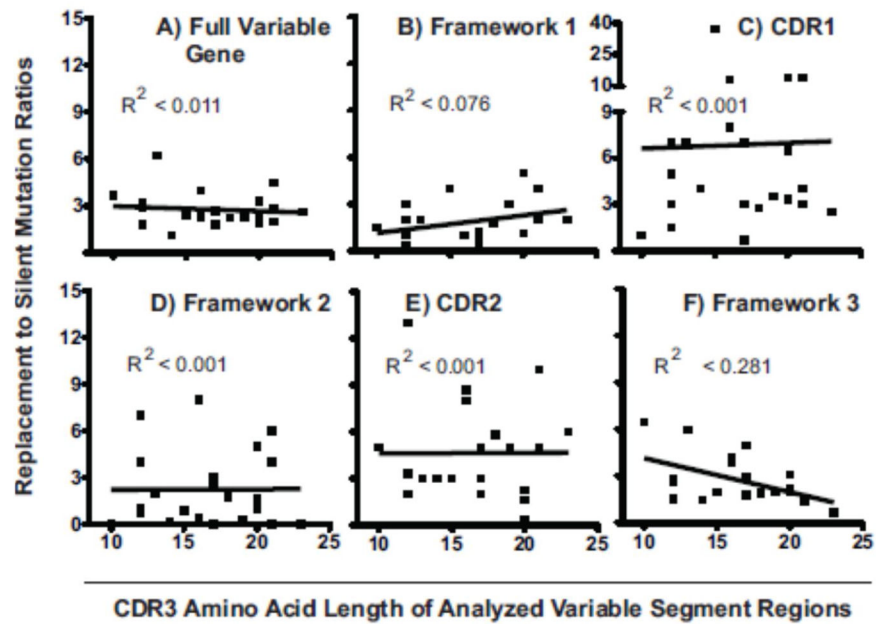 Replacement to Silent Mutation Ratios
A) Full Variable
Gene
R2 < 0.011
15
12
9
6
3
B) Framework 1
R2 < 0.076
C) CDR1
R2 < 0.001
40
25
10
9
6
3
D) Framework 2
R2 < 0.001
15
12
9
6
3
0
10 15 20 25
E) CDR2
R2 < 0.001
10 15 20 25
F) Framework 3
R2 < 0.281
10 15 20 25
CDR3 Amino Acid Length of Analyzed Variable Segment Regions